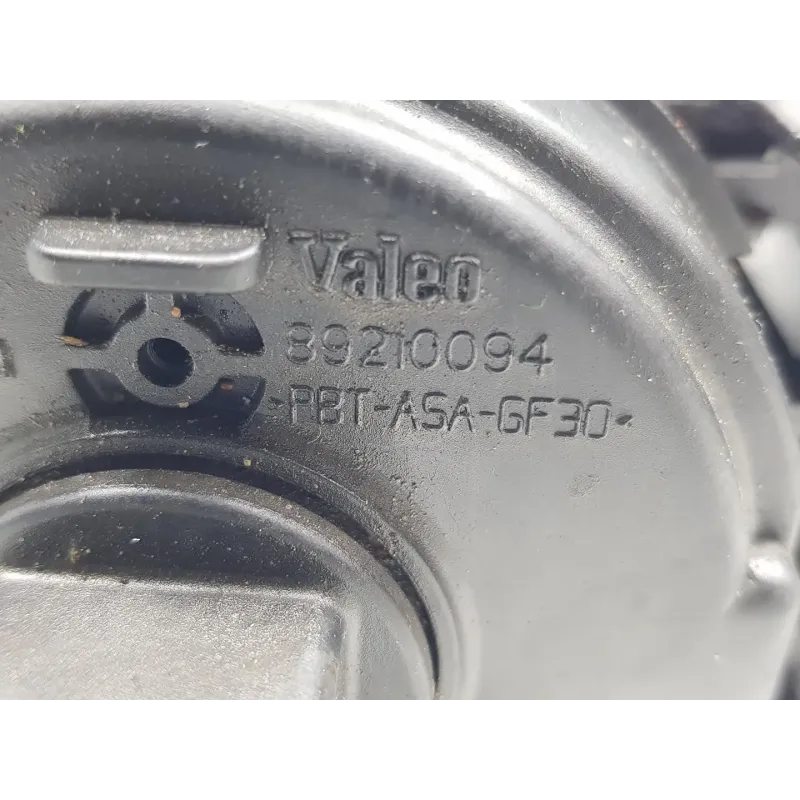 Valeo
89210094
>PBT-ASA-GF30<